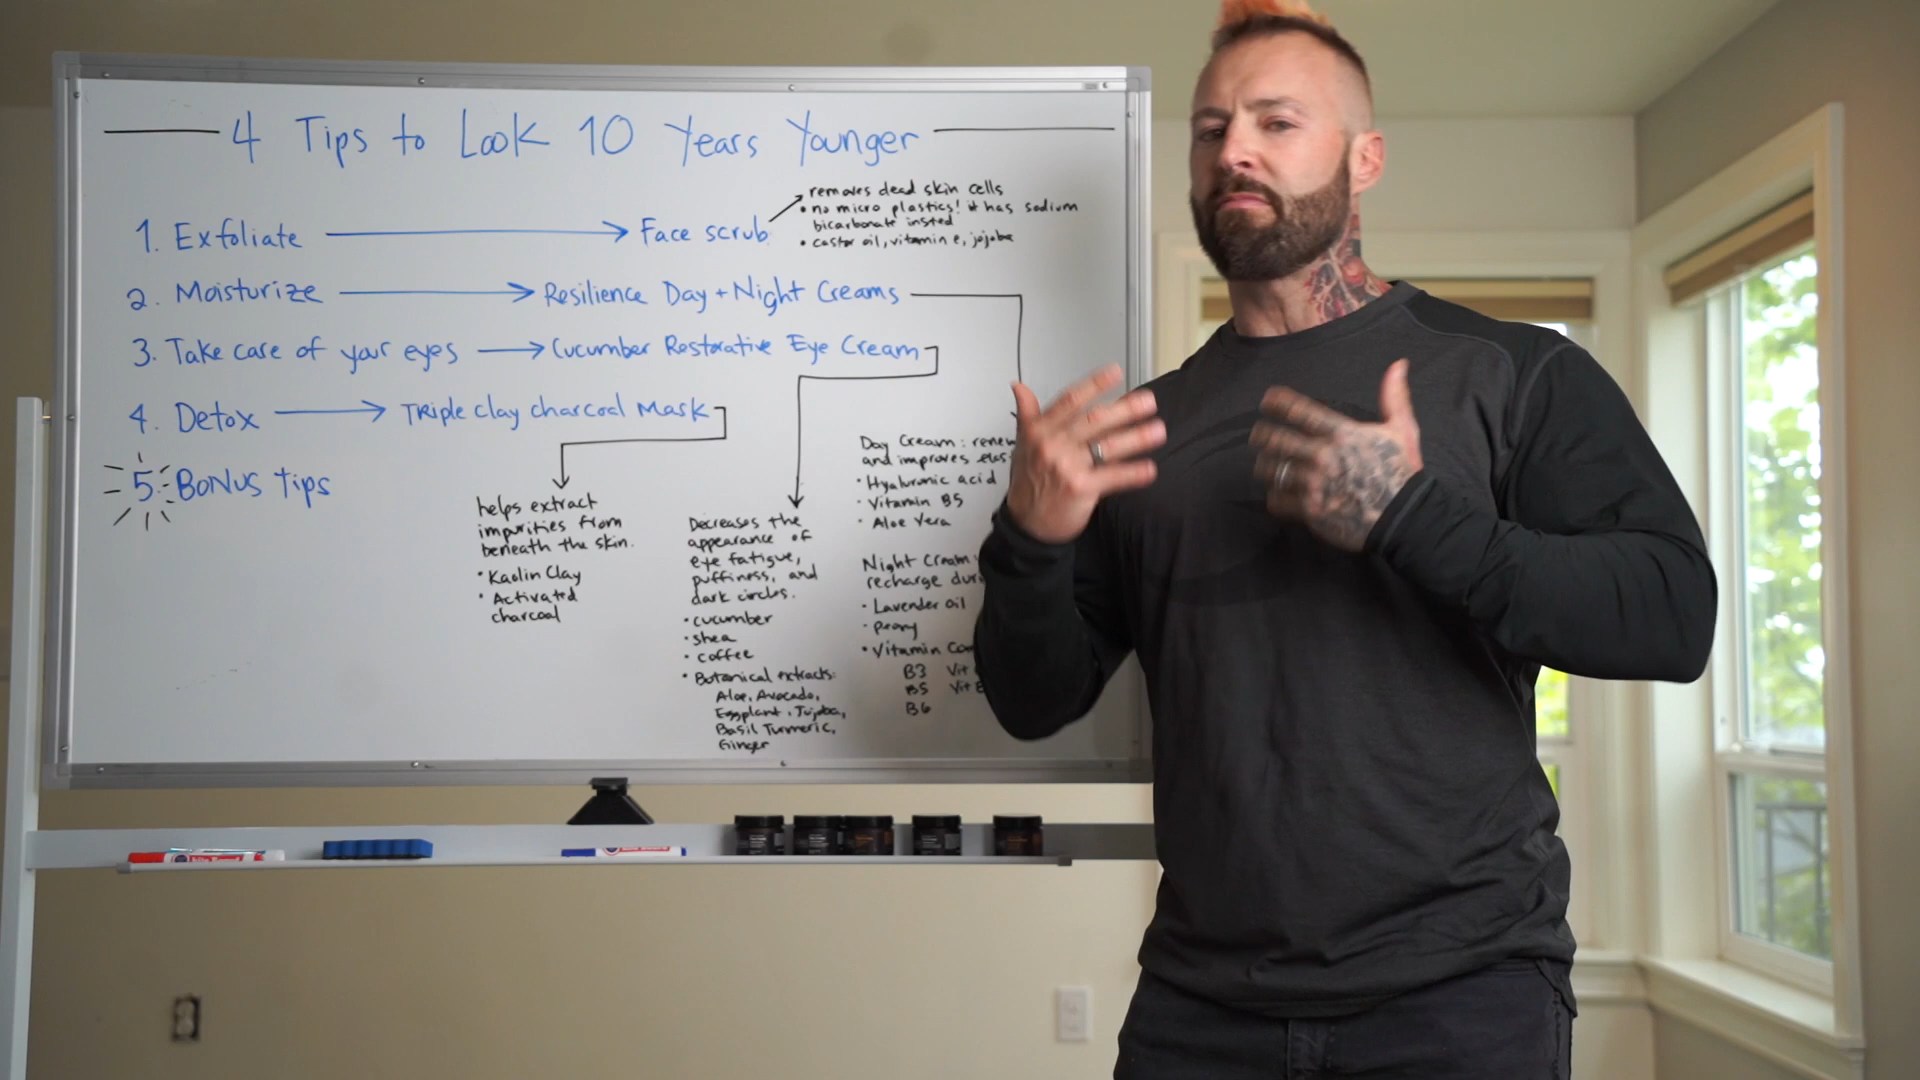 4 Tips to Look 10 Years Younger
1. Exfoliate → Face scrub
removes dead skin cells
• no micro plastics! it has sodium
bicarbonate insted
• castor oil, vitamin e, jojoba
2. Moisturize → Resilience Day + Night Creams
3. Take care of your eyes → Cucumber Restorative Eye Cream
4. Detox → Triple clay charcoal Mask
5. BONUS Tips
helps extract
impurities from
beneath the skin.
• Kaolin Clay
• Activated
charcoal
Decreases the
appearance of
eye fatigue,
puffiness, and
dark circles.
• cucumber
• shea
• coffee
• Botanical extracts:
Aloe, Avocado,
Eggplant, Jojoba,
Basil Turmeric,
Ginger
Day Cream: renew
and improves elas
• Hyaluronic acid
• Vitamin B5
• Aloe Vera
Night Cream:
recharge
• Lavender oil
• peony
• Vitamin
B3 Vit
B5 Vit
B6